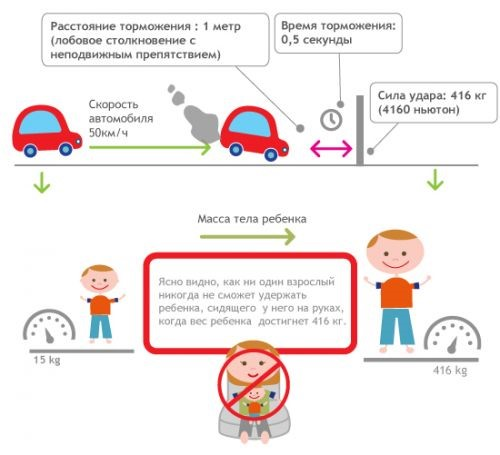 Расстояние торможения : 1 метр
(лобовое столкновение с
неподвижным препятствием)
Время торможения:
0,5 секунды
Сила удара: 416 кг
(4160 ньютон)
Скорость
автомобиля
50км/ч
Масса тела ребенка
Ясно видно, как ни один взрослый
никогда не сможет удержать
ребенка, сидящего у него на руках,
когда вес ребенка достигнет 416 кг.
15 kg
416 kg